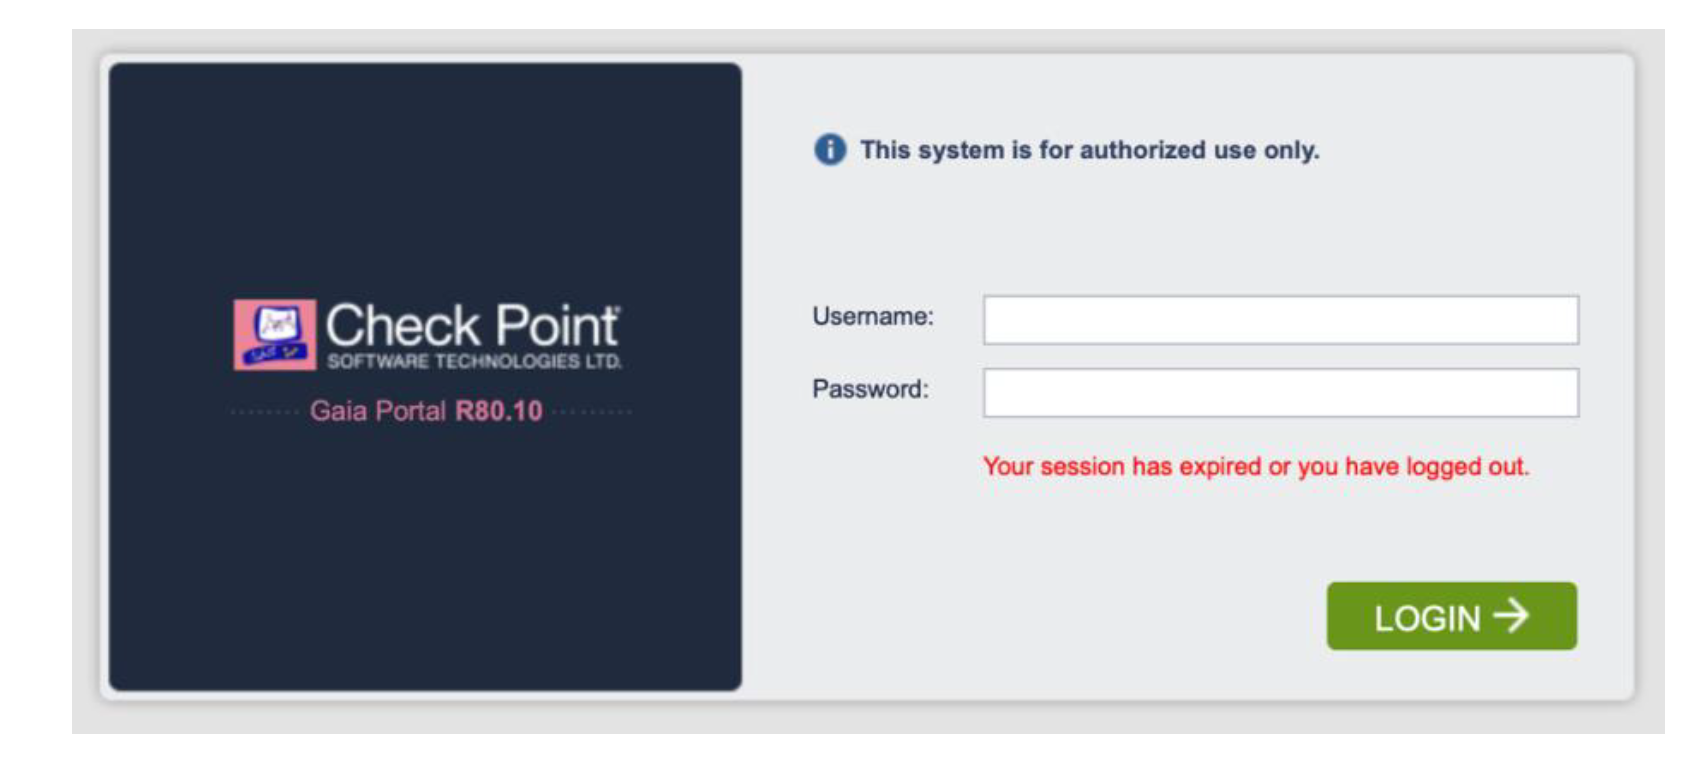 This system is for authorized use only.
Check Point
SOFTWARE TECHNOLOGIES LTD.
Gaia Portal R80.10
Username:
Password:
Your session has expired or you have logged out.
LOGIN